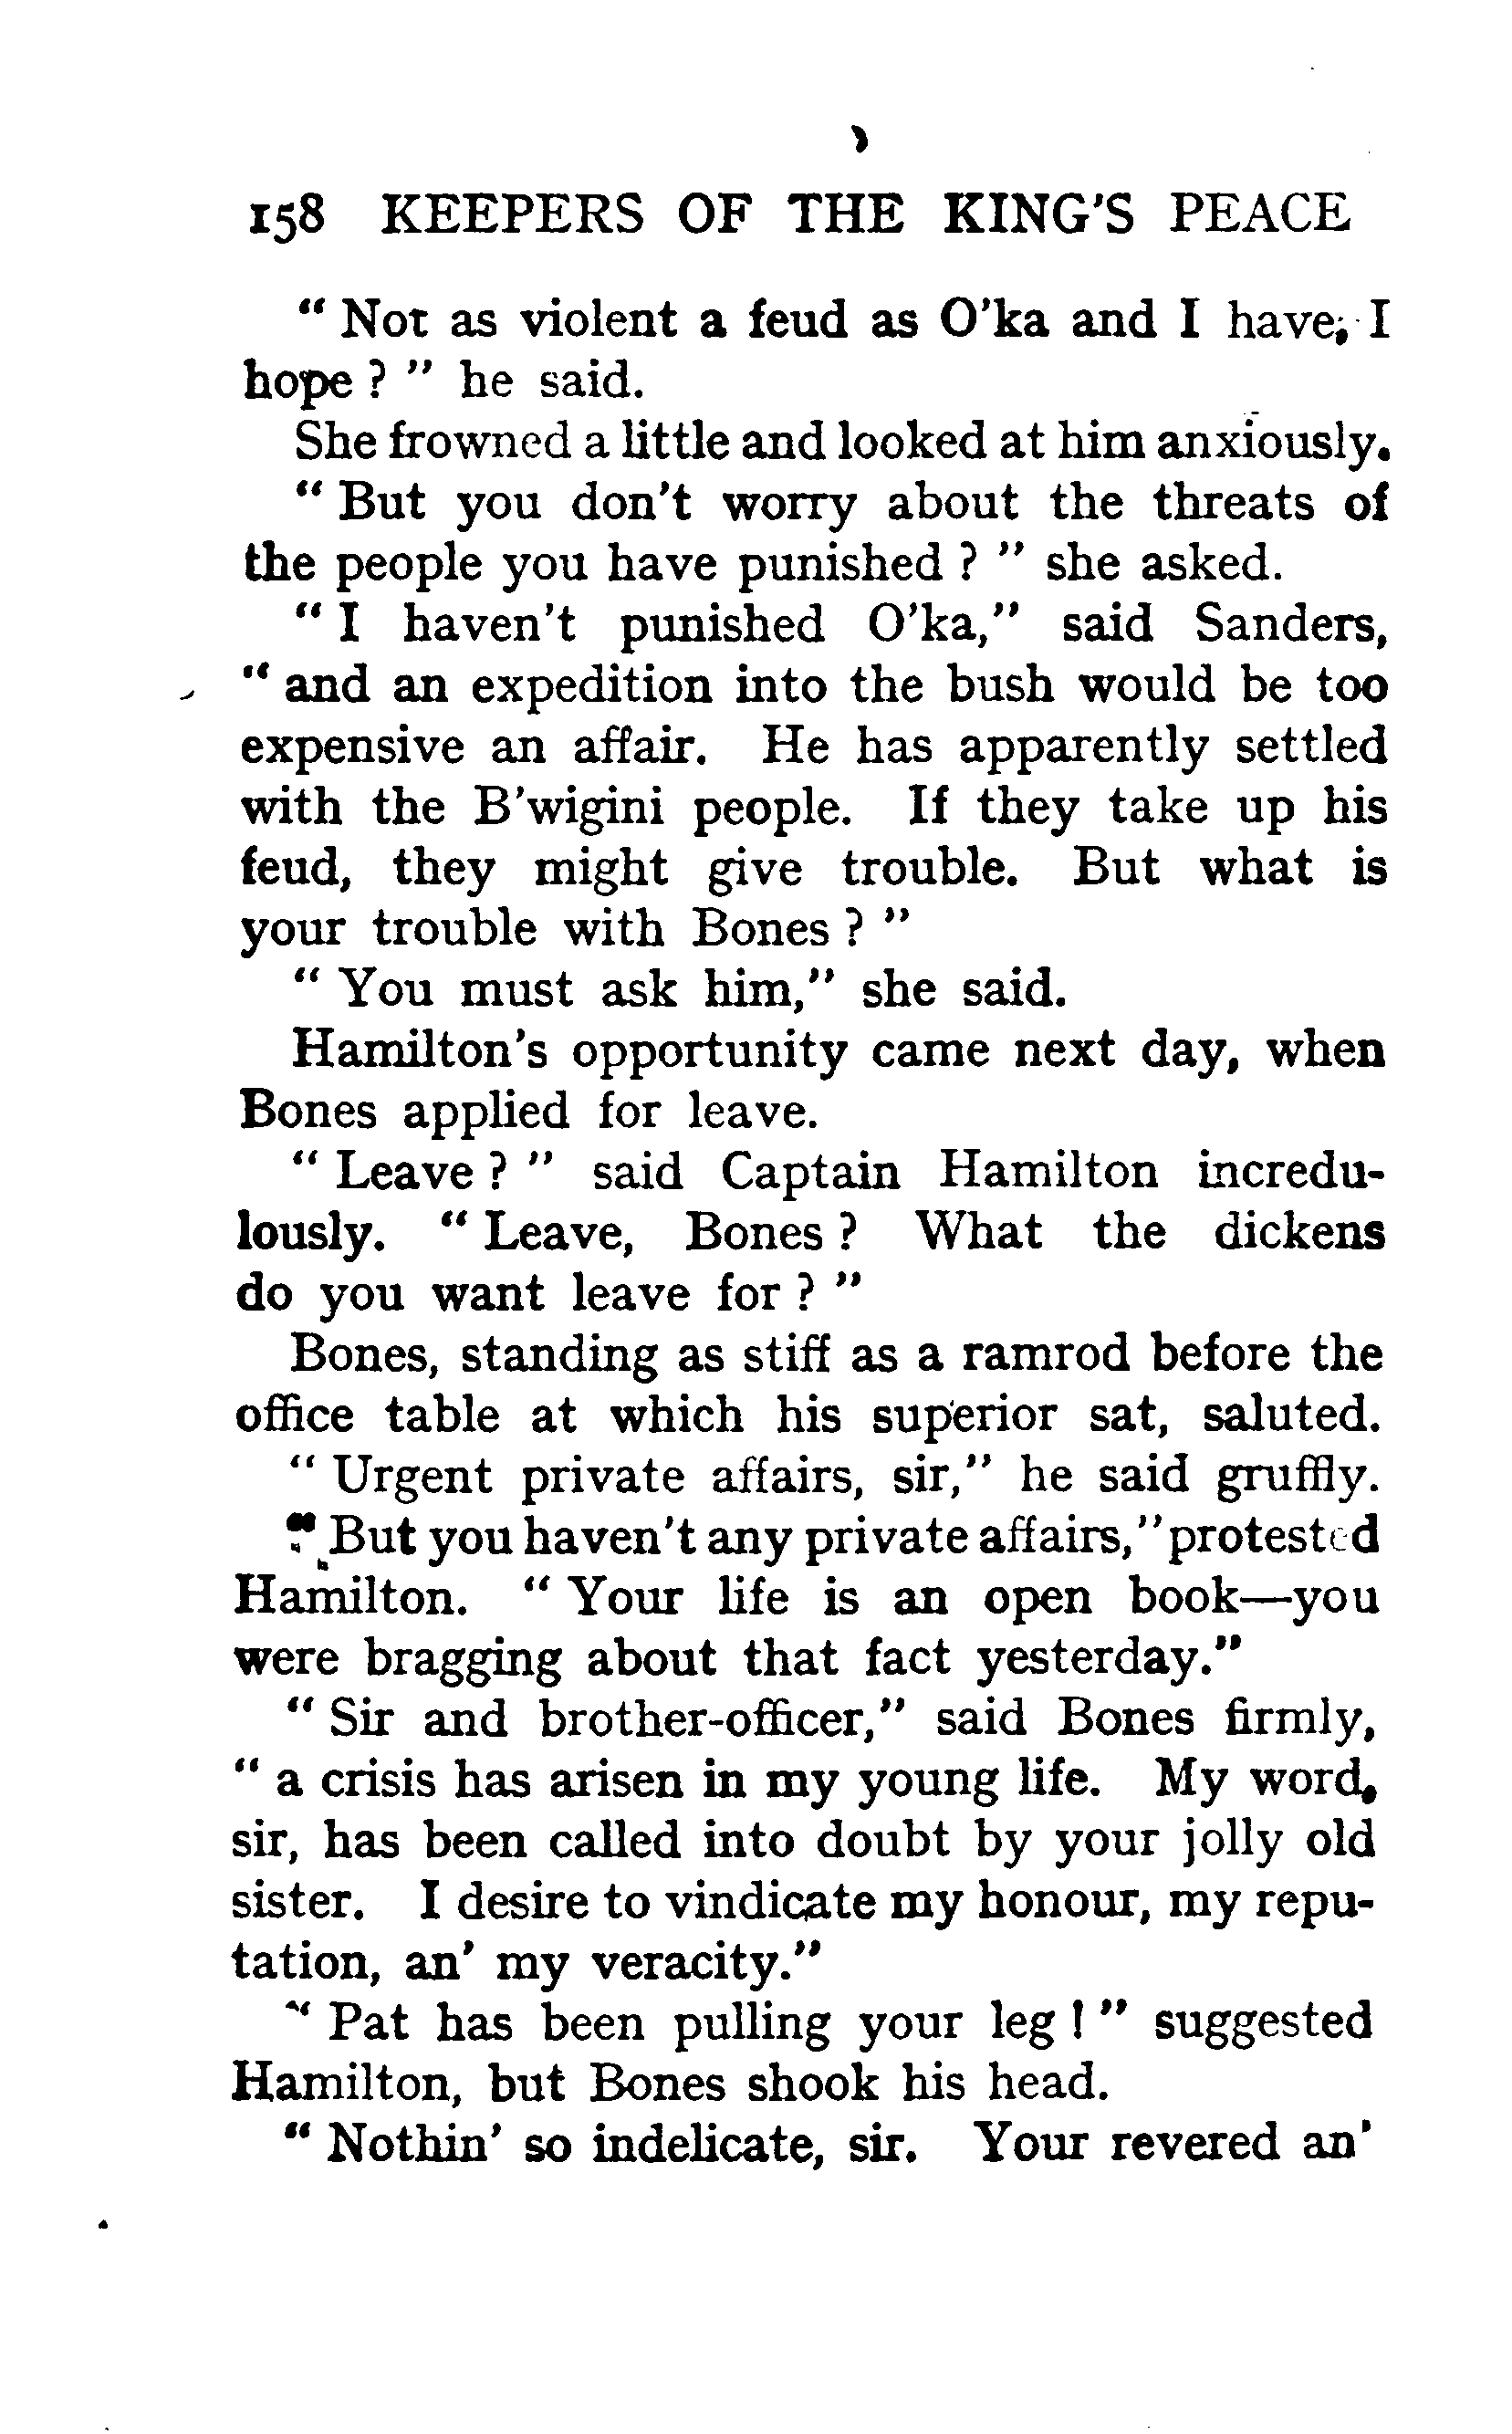 158 KEEPERS OF THE KING'S PEACE
" Not as violent a feud as O'ka and I have, I
hope ? " he said.
She frowned a little and looked at him anxiously.
" But you don't worry about the threats of
the people you have punished ? " she asked.
" I haven't punished O'ka," said Sanders,
" and an expedition into the bush would be too
expensive an affair. He has apparently settled
with the B'wigini people. If they take up his
feud, they might give trouble. But what is
your trouble with Bones ? "
" You must ask him," she said.
Hamilton's opportunity came next day, when
Bones applied for leave.
" Leave ? " said Captain Hamilton incredu-
lously. " Leave, Bones ? What the dickens
do you want leave for ? "
Bones, standing as stiff as a ramrod before the
office table at which his superior sat, saluted.
" Urgent private affairs, sir," he said gruffly.
" But you haven't any private affairs," protested
Hamilton. " Your life is an open book—you
were bragging about that fact yesterday."
" Sir and brother-officer," said Bones firmly,
" a crisis has arisen in my young life. My word,
sir, has been called into doubt by your jolly old
sister. I desire to vindicate my honour, my repu-
tation, an' my veracity."
" Pat has been pulling your leg ! " suggested
Hamilton, but Bones shook his head.
" Nothin' so indelicate, sir. Your revered an'